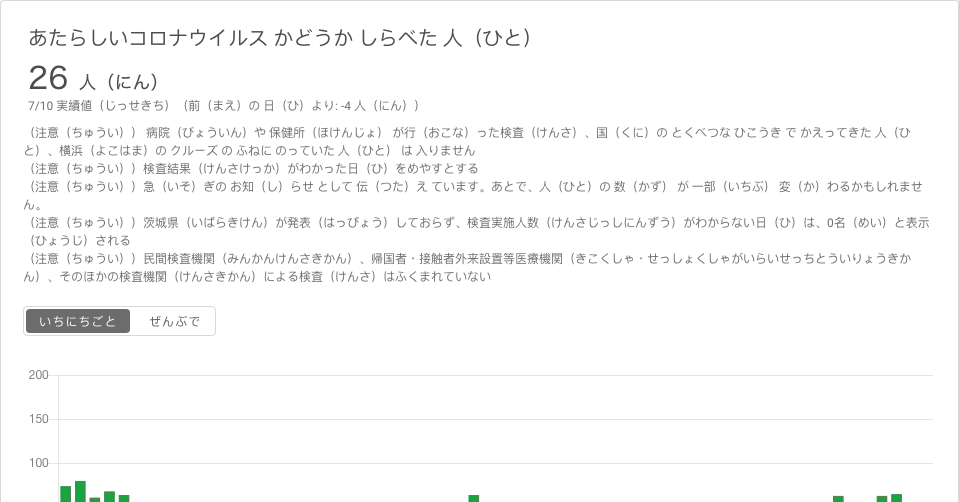 あたらしいコロナウイルス かどうか しらべた 人（ひと）
26 人（にん）
7/10 実績値（じっせきち）（前（まえ）の 日（ひ）より: -4 人（にん））
（注意（ちゅうい）） 病院（びょういん）や 保健所（ほけんじょ） が行（おこな）った検査（けんさ）、国（くに）の とくべつな ひこうき で かえってきた 人（ひ
と）、横浜（よこはま）の クルーズ の ふねに のっていた 人（ひと） は 入りません
（注意（ちゅうい））検査結果（けんさけっか）がわかった日（ひ）をめやすとする
（注意（ちゅうい））急（いそ）ぎの お知（し）らせ として 伝（つた）え ています。あとで、人（ひと）の 数（かず） が 一部（いちぶ） 変（か）わるかもしれませ
ん。
（注意（ちゅうい））茨城県（いばらきけん）が発表（はっぴょう）しておらず、検査実施人数（けんさじっしにんずう）がわからない日（ひ）は、0名（めい）と表示
（ひょうじ）される
（注意（ちゅうい））民間検査機関（みんかんけんさきかん）、帰国者・接触者外来設置等医療機関（きこくしゃ・せっしょくしゃがいらいせっちとういりょうきか
ん）、そのほかの検査機関（けんさきかん）による検査（けんさ）はふくまれていない
いちにちごと ぜんぶで
200
150
100